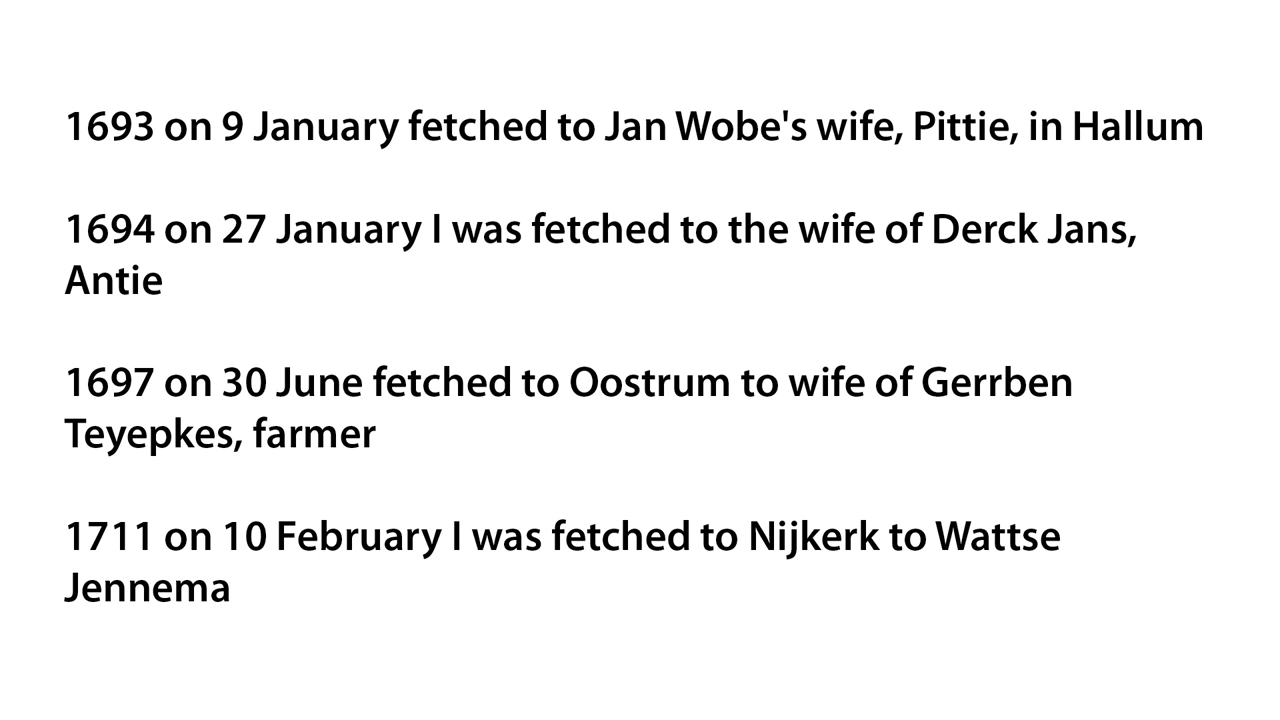 1693 on 9 January fetched to Jan Wobe's wife, Pittie, in Hallum
1694 on 27 January I was fetched to the wife of Derck Jans,
Antie
1697 on 30 June fetched to Oostrum to wife of Gerrben
Teyepkes, farmer
1711 on 10 February I was fetched to Nijkerk to Wattse
Jennema